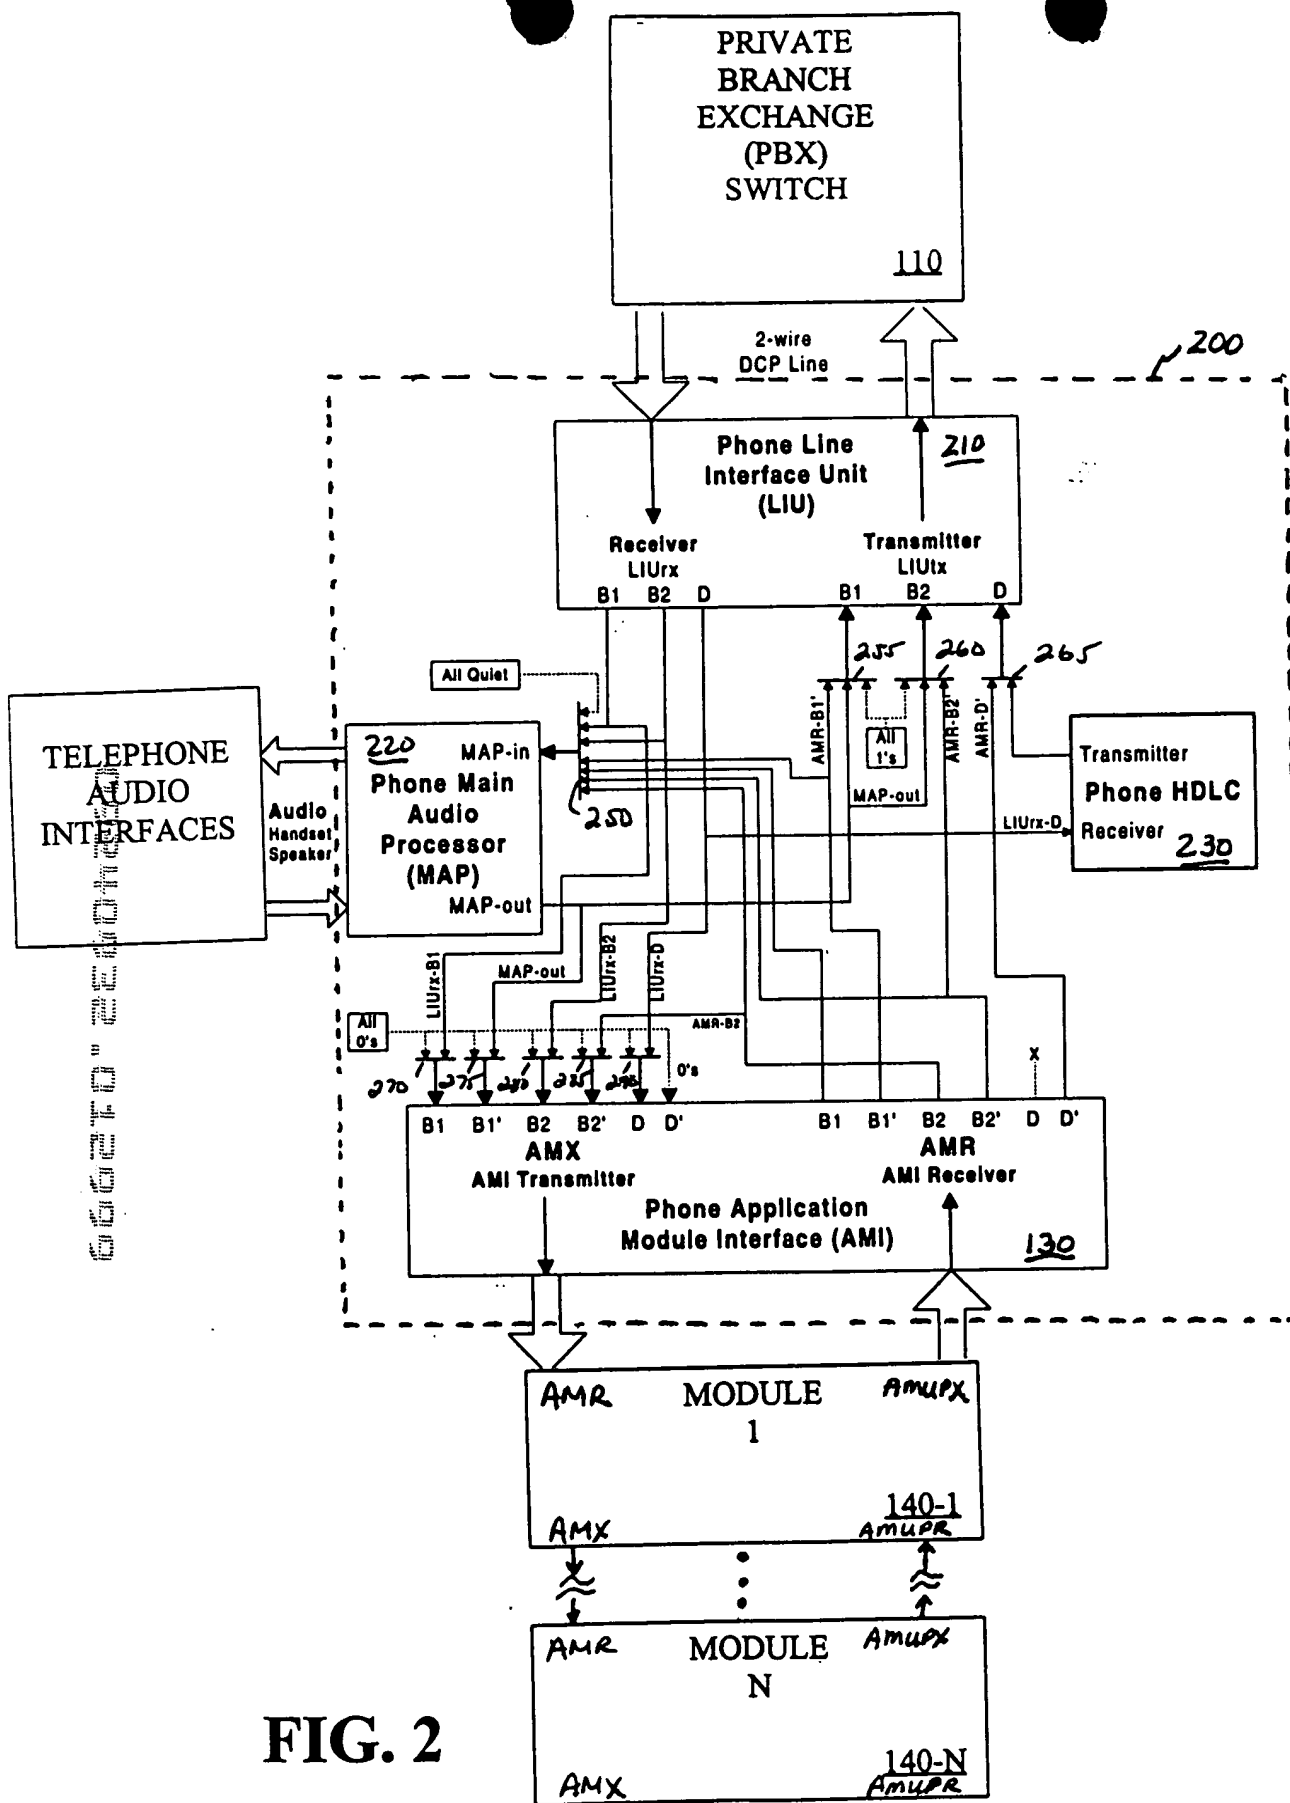 PRIVATE
BRANCH
EXCHANGE
(PBX)
SWITCH
110
2-wire
DCP Line
200
Phone Line
Interface Unit
(LIU)
210
Receiver
LIUrx
Transmitter
LIUtx
B1 B2 D
B1 B2 D
255
260
265
All Quiet
AMR-B1'
All
1's
AMR-B2'
AMR-D'
TELEPHONE
AUDIO
INTERFACES
Audio
Handset
Speaker
220
MAP-in
Phone Main
Audio
Processor
(MAP)
MAP-out
250
MAP-out
LIUrx-D
Transmitter
Phone HDLC
Receiver
230
LIUrx-B1
MAP-out
LIUrx-B2
LIUrx-D
AMR-B2
All
0's
0's
X
270
275
280
285
290
B1 B1' B2 B2' D D'
B1 B1' B2 B2' D D'
AMX
AMI Transmitter
AMR
AMI Receiver
Phone Application
Module Interface (AMI)
130
AMR
MODULE
1
AMUPX
140-1
AMX
AMUPR
AMR
MODULE
N
AMUPX
140-N
AMX
AMUPR
FIG. 2